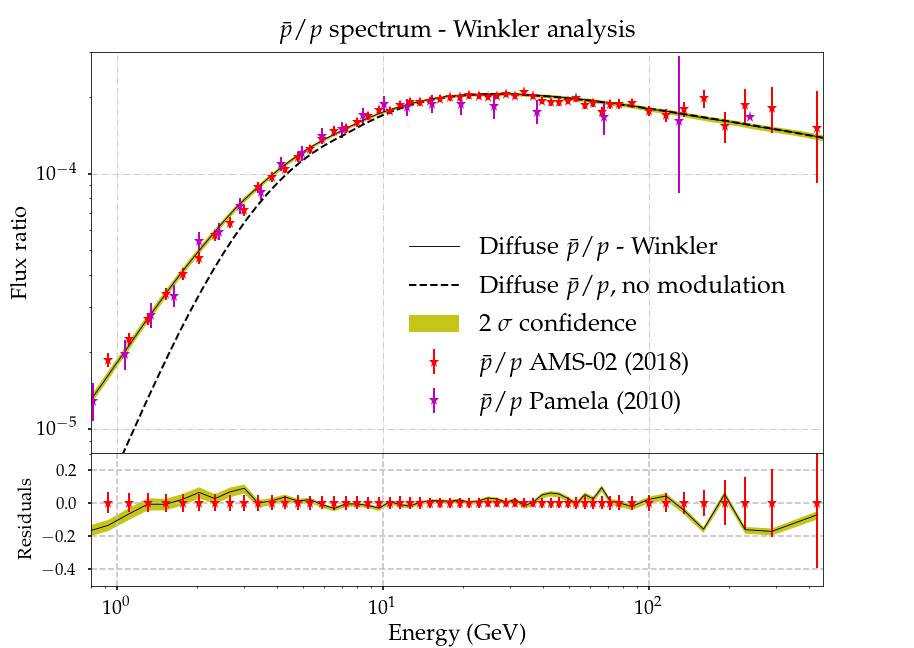 p̄/p spectrum - Winkler analysis
Flux ratio
10⁻⁴
10⁻⁵
Diffuse p̄/p - Winkler
Diffuse p̄/p, no modulation
2 σ confidence
p̄/p AMS-02 (2018)
p̄/p Pamela (2010)
Residuals
0.2
0.0
−0.2
−0.4
10⁰ 10¹ 10²
Energy (GeV)